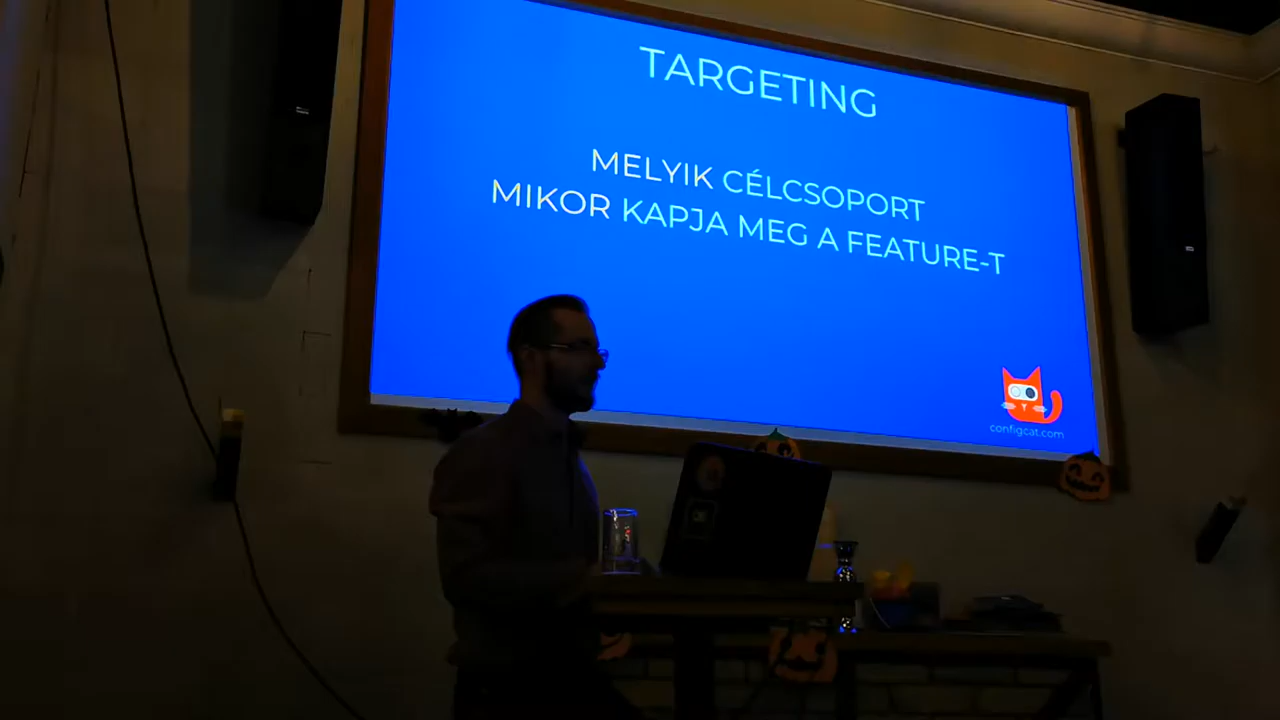 TARGETING
MELYIK CÉLCSOPORT
MIKOR KAPJA MEG A FEATURE-T
configcat.com